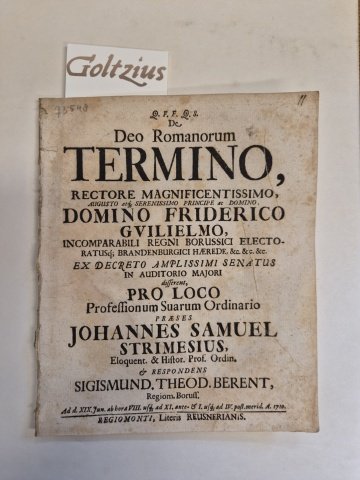 Goltzius
Q. F. F. Q. S.
De
Deo Romanorum
TERMINO,
RECTORE MAGNIFICENTISSIMO,
AUGUSTO atq; SERENISSIMO PRINCIPE ac DOMINO,
DOMINO FRIDERICO
GVILIELMO,
INCOMPARABILI REGNI BORUSSICI ELECTO-
RATUSq; BRANDENBURGICI HÆREDE, &c. &c. &c.
EX DECRETO AMPLISSIMI SENATUS
IN AUDITORIO MAJORI
disserent,
PRO LOCO
Professionum Suarum Ordinario
PRÆSES
JOHANNES SAMUEL
STRIMESIUS,
Eloquent. & Histor. Prof. Ordin.
& RESPONDENS
SIGISMUND. THEOD. BERENT,
Regiom. Boruss.
Ad d. XIX. Jun. ab hora VIII. usq; ad XI. ante- & I. usq; ad IV. post merid. A. 1710.
REGIOMONTI, Literis REUSNERIANIS.